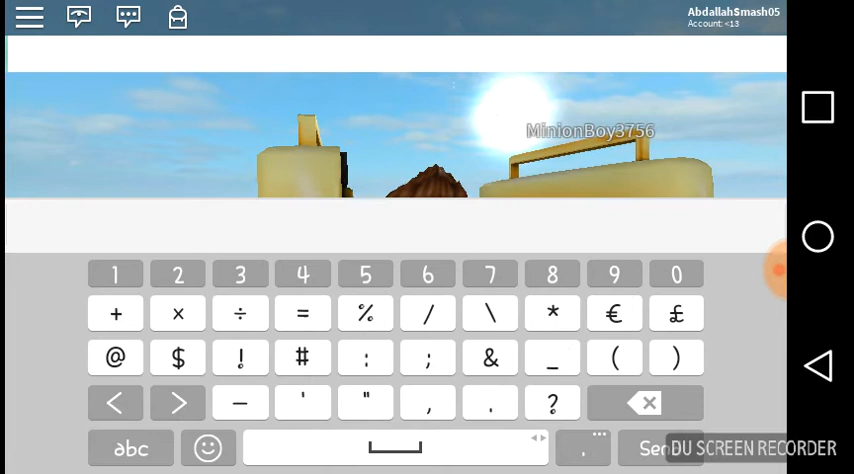 Abdallah$mash05
Account: <13
MinionBoy3756
1 2 3 4 5 6 7 8 9 0
+ × ÷ = % / \ * € £
@ $ ! # : ; & _ ( )
< > – ' " , . ?
abc . Sen
DU SCREEN RECORDER